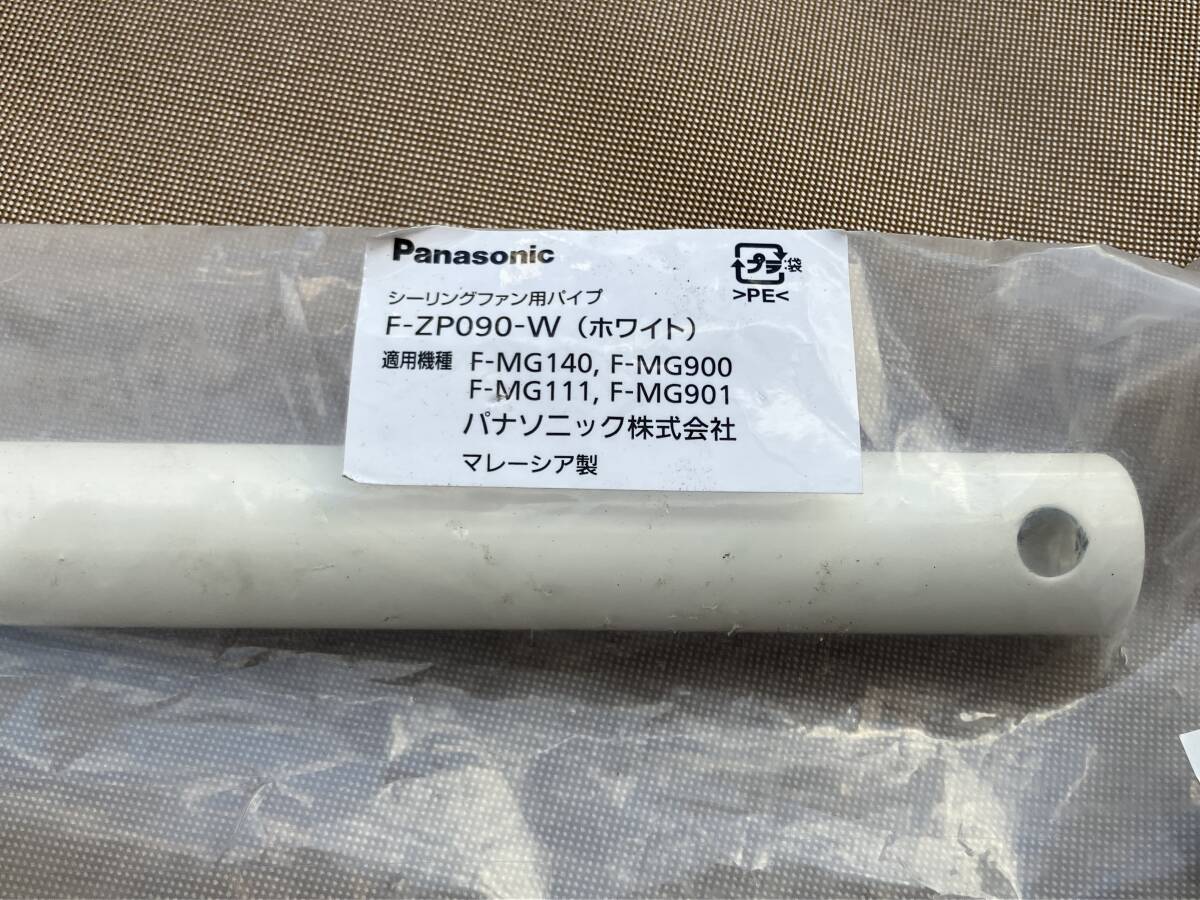 Panasonic
プラ 袋
>PE<
シーリングファン用パイプ
F-ZP090-W（ホワイト）
適用機種 F-MG140, F-MG900
F-MG111, F-MG901
パナソニック株式会社
マレーシア製